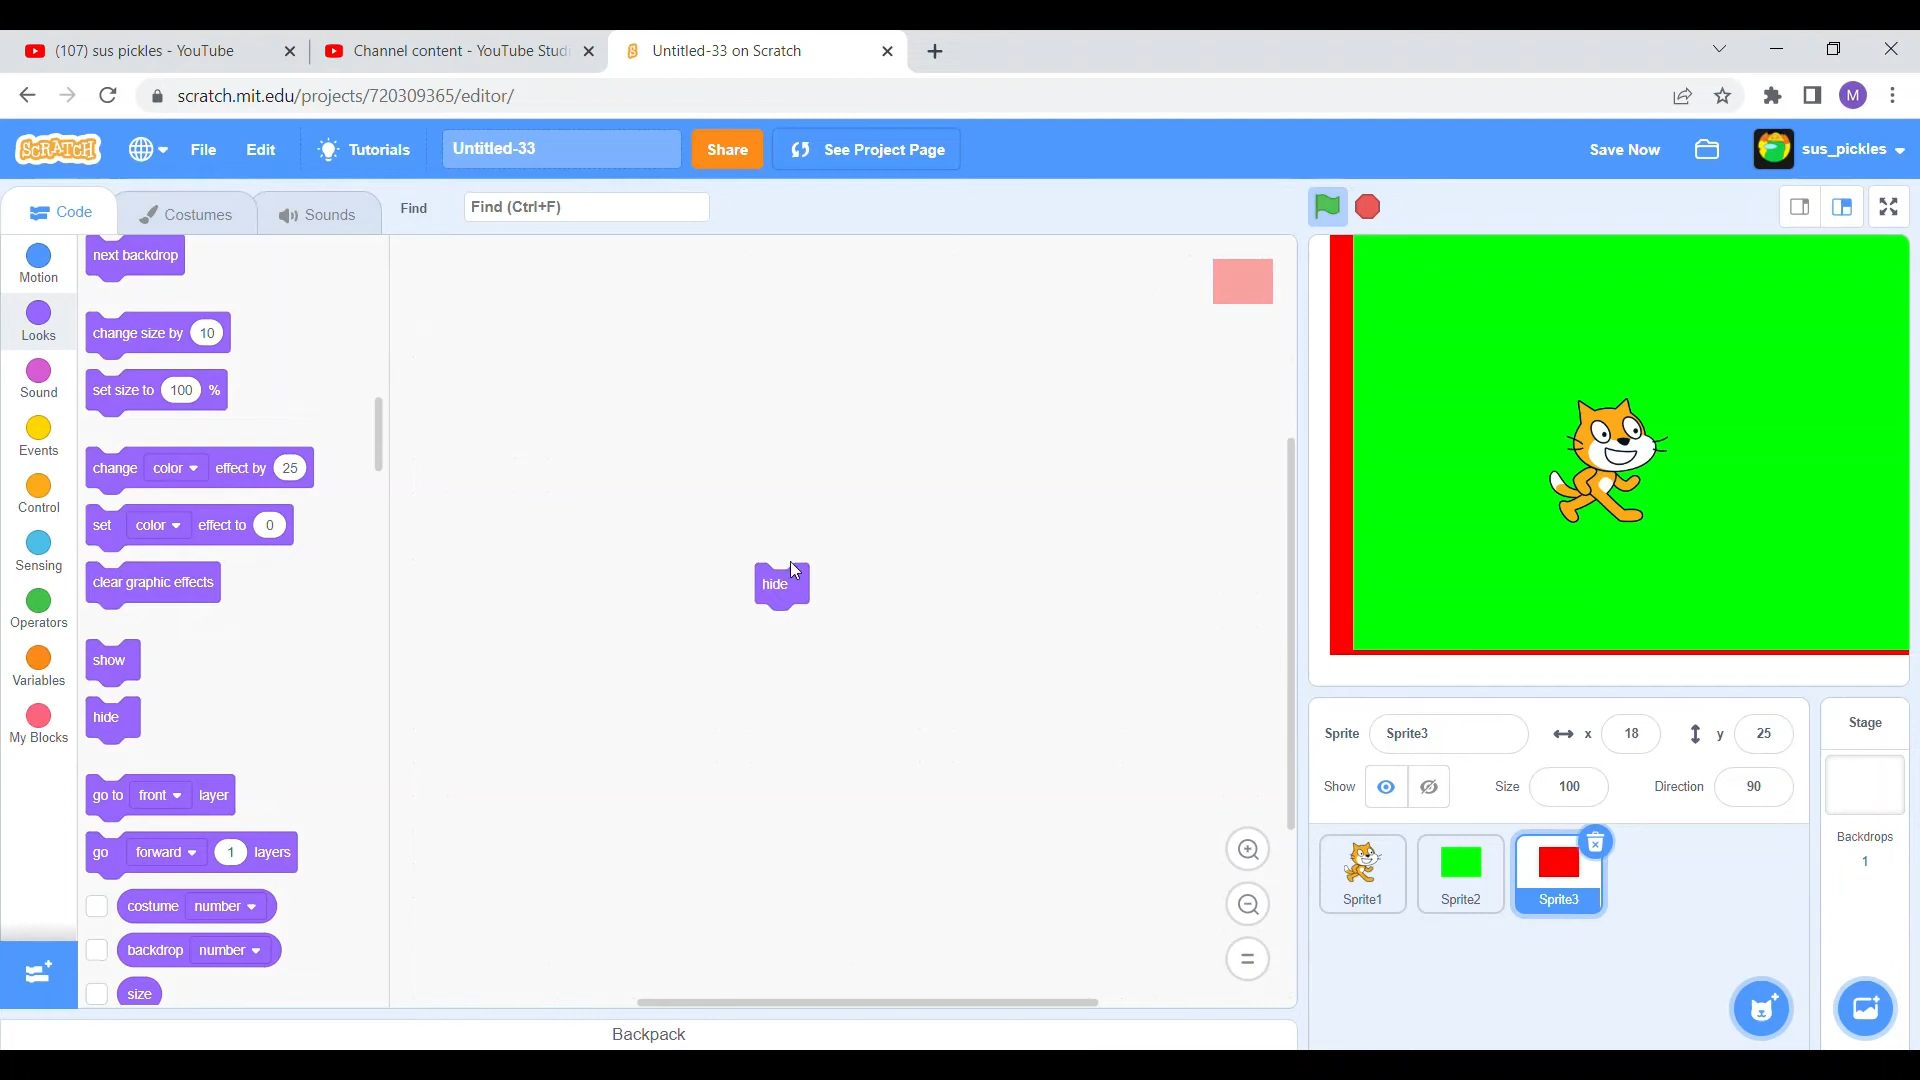 (107) sus pickles - YouTube
Channel content - YouTube Studi
Untitled-33 on Scratch
scratch.mit.edu/projects/720309365/editor/
M
SCRATCH
File
Edit
Tutorials
Untitled-33
Share
See Project Page
Save Now
sus_pickles
Code
Costumes
Sounds
Find
Find (Ctrl+F)
Motion
Looks
Sound
Events
Control
Sensing
Operators
Variables
My Blocks
next backdrop
change size by 10
set size to 100 %
change color effect by 25
set color effect to 0
clear graphic effects
show
hide
go to front layer
go forward 1 layers
costume number
backdrop number
size
hide
Backpack
Sprite Sprite3 x 18 y 25
Show Size 100 Direction 90
Sprite1
Sprite2
Sprite3
Stage
Backdrops
1